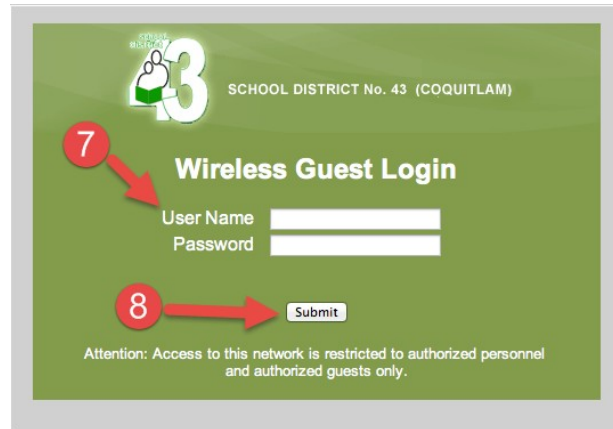 43
SCHOOL DISTRICT No. 43 (COQUITLAM)
7
Wireless Guest Login
User Name
Password
8
Submit
Attention: Access to this network is restricted to authorized personnel
and authorized guests only.